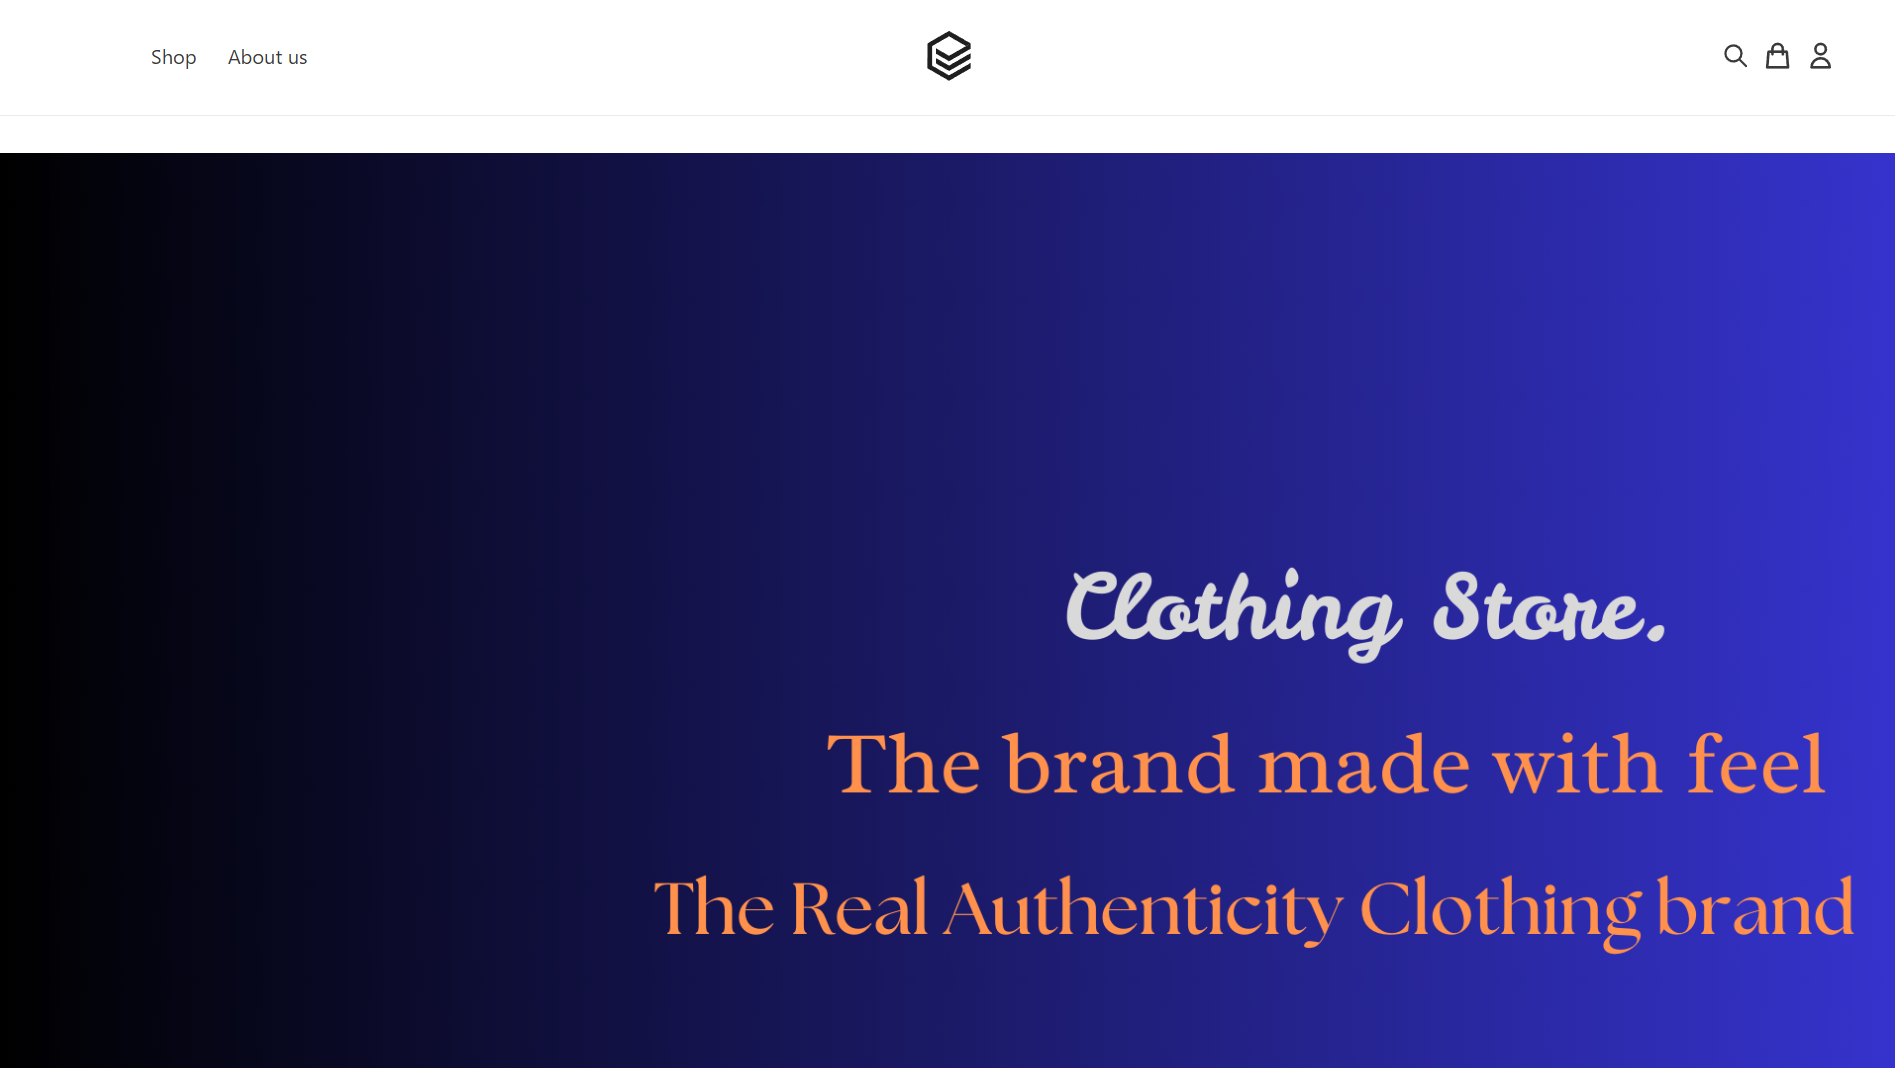 Shop About us
Clothing Store.
The brand made with feel
The Real Authenticity Clothing brand